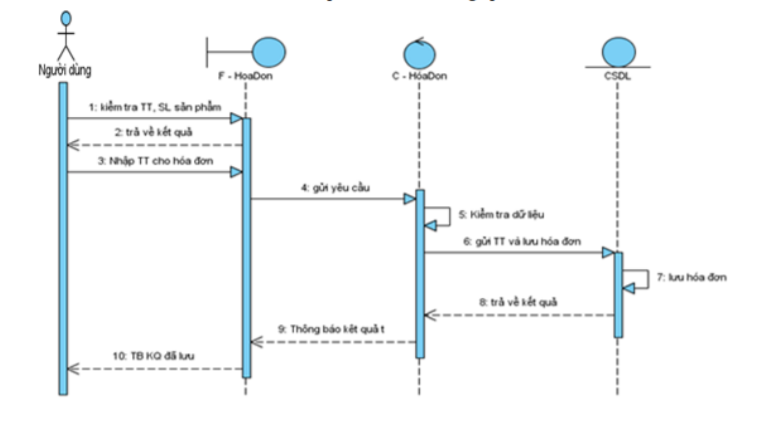 Người dùng
F - HoaDon
C - HoaDon
CSDL
1: kiểm tra TT, SL sản phẩm
2: trả về kết quả
3: Nhập TT cho hóa đơn
4: gửi yêu cầu
5: Kiểm tra dữ liệu
6: gửi TT và lưu hóa đơn
7: lưu hóa đơn
8: trả về kết quả
9: Thông báo kết quả t
10: TB KQ đã lưu